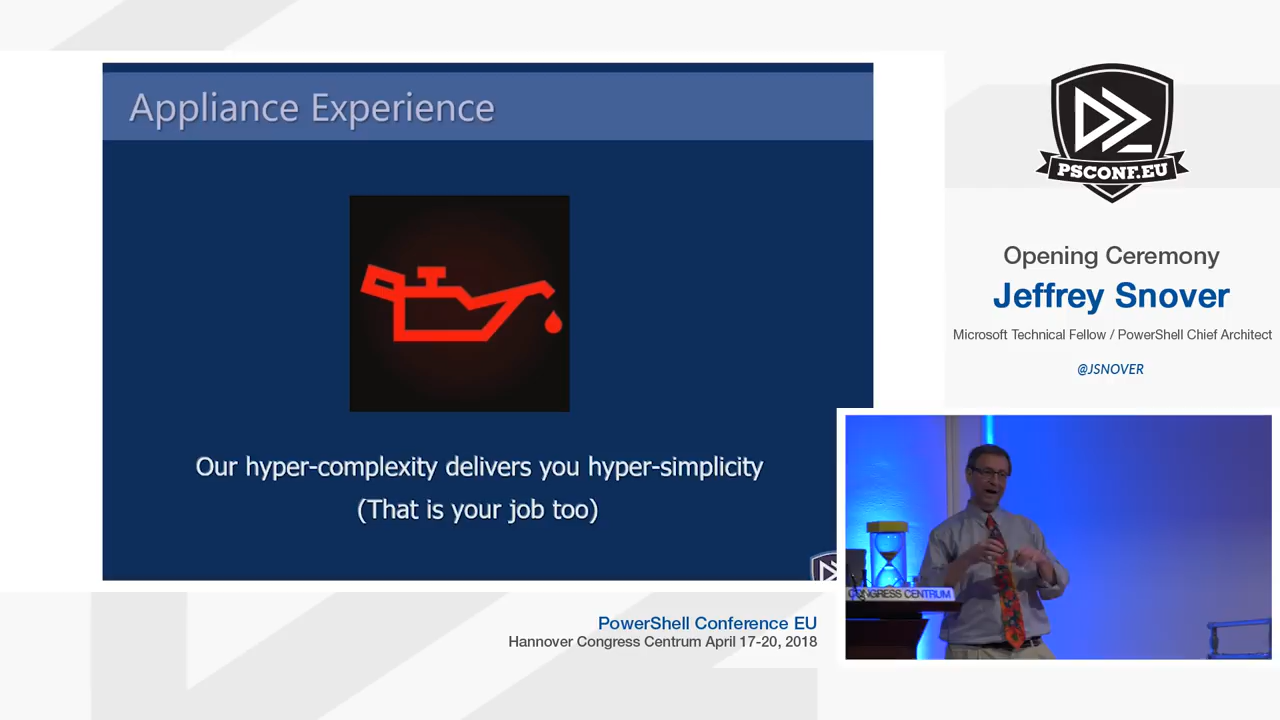 Appliance Experience
Our hyper-complexity delivers you hyper-simplicity
(That is your job too)
PSCONF.EU
Opening Ceremony
Jeffrey Snover
Microsoft Technical Fellow / PowerShell Chief Architect
@JSNOVER
CONGRESS CENTRUM
PowerShell Conference EU
Hannover Congress Centrum April 17-20, 2018